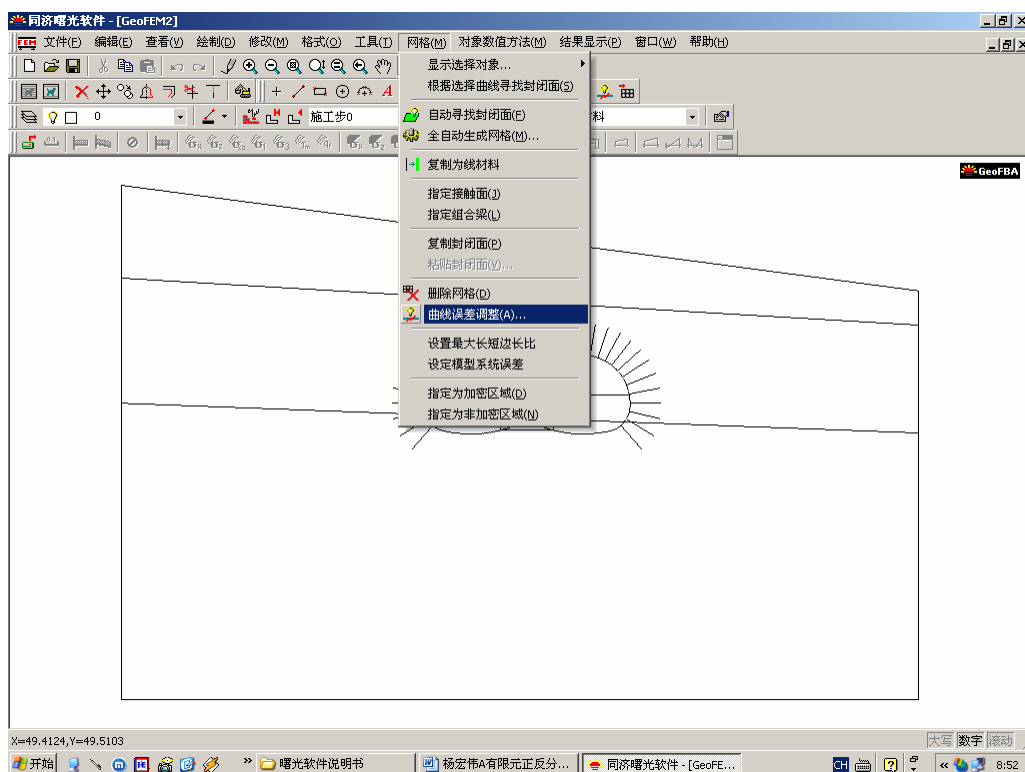 同济曙光软件 - [GeoFEM2]
FEM 文件(F) 编辑(E) 查看(V) 绘制(D) 修改(M) 格式(O) 工具(T) 网格(M) 对象数值方法(M) 结果显示(P) 窗口(W) 帮助(H)
显示选择对象...
根据选择曲线寻找封闭面(S)
A
0
施工步0
料
自动寻找封闭面(F)
全自动生成网格(M)...
复制为线材料
GeoFBA
指定接触面(J)
指定组合梁(L)
复制封闭面(P)
粘贴封闭面(V)...
删除网格(D)
曲线误差调整(A)...
设置最大长短边长比
设定模型系统误差
指定为加密区域(D)
指定为非加密区域(N)
X=49.4124,Y=49.5103
大写 数字 滚动
开始 » 曙光软件说明书 杨宏伟A有限元正反分... 同济曙光软件 - [GeoFE... CH « 8:52